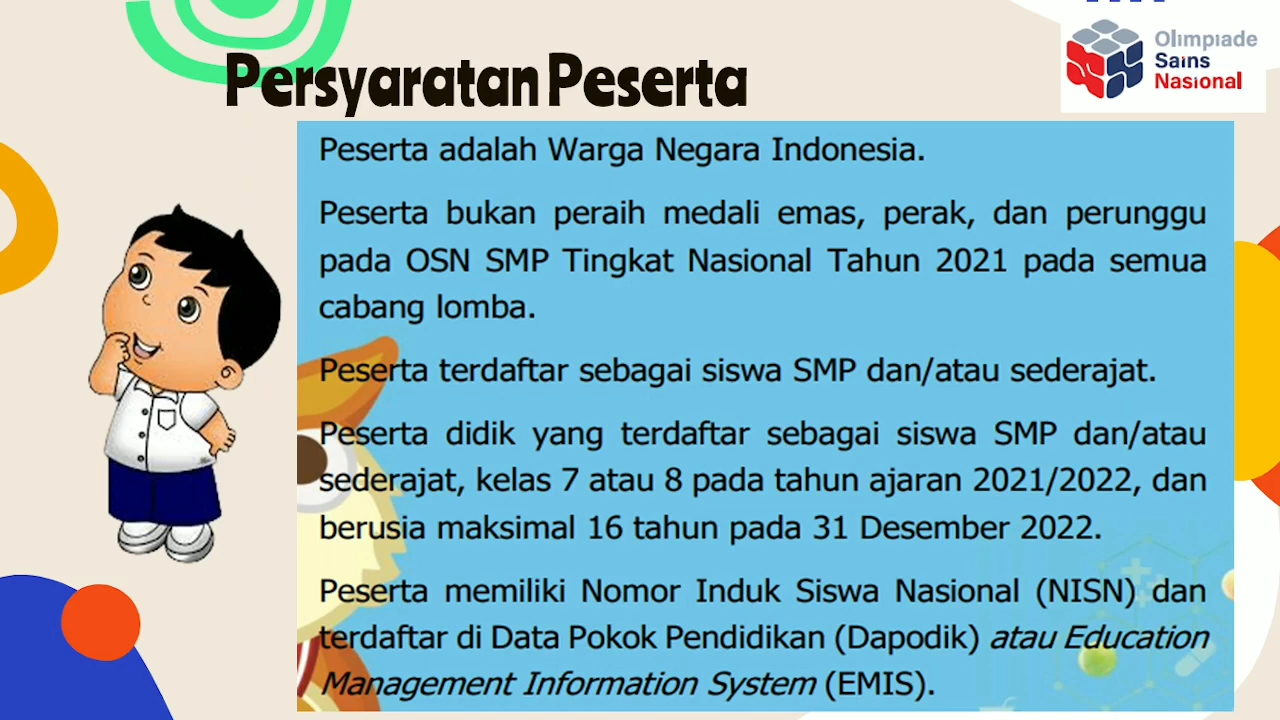 Persyaratan Peserta
Olimpiade
Sains
Nasional
Peserta adalah Warga Negara Indonesia.
Peserta bukan peraih medali emas, perak, dan perunggu
pada OSN SMP Tingkat Nasional Tahun 2021 pada semua
cabang lomba.
Peserta terdaftar sebagai siswa SMP dan/atau sederajat.
Peserta didik yang terdaftar sebagai siswa SMP dan/atau
sederajat, kelas 7 atau 8 pada tahun ajaran 2021/2022, dan
berusia maksimal 16 tahun pada 31 Desember 2022.
Peserta memiliki Nomor Induk Siswa Nasional (NISN) dan
terdaftar di Data Pokok Pendidikan (Dapodik) atau Education
Management Information System (EMIS).